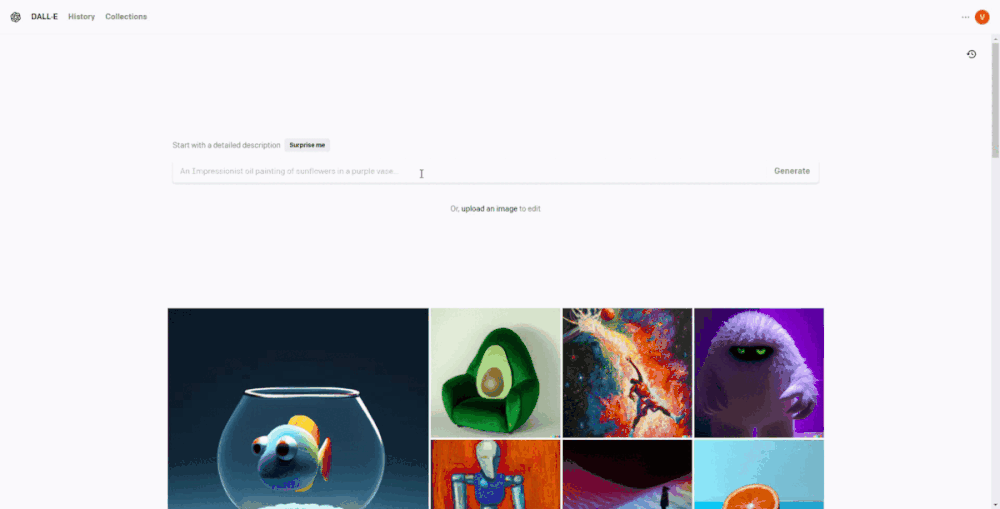 DALL·E History Collections
V
Start with a detailed description Surprise me
An Impressionist oil painting of sunflowers in a purple vase...
Generate
Or, upload an image to edit